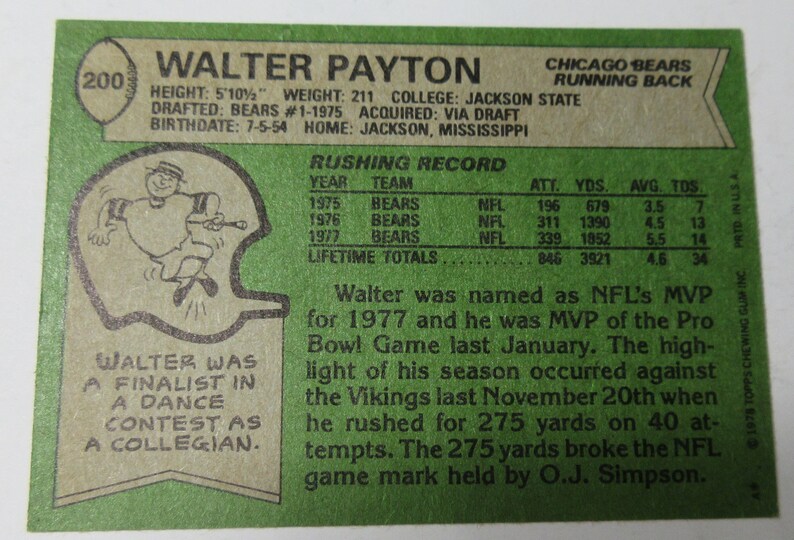 200
WALTER PAYTON
CHICAGO BEARS
RUNNING BACK
HEIGHT: 5'10½" WEIGHT: 211 COLLEGE: JACKSON STATE
DRAFTED: BEARS #1-1975 ACQUIRED: VIA DRAFT
BIRTHDATE: 7-5-54 HOME: JACKSON, MISSISSIPPI
RUSHING RECORD
YEAR TEAM ATT. YDS. AVG. TDS.
1975 BEARS NFL 196 679 3.5 7
1976 BEARS NFL 311 1390 4.5 13
1977 BEARS NFL 339 1852 5.5 14
LIFETIME TOTALS ........... 846 3921 4.6 34
Walter was named as NFL's MVP
for 1977 and he was MVP of the Pro
Bowl Game last January. The high-
light of his season occurred against
the Vikings last November 20th when
he rushed for 275 yards on 40 at-
tempts. The 275 yards broke the NFL
game mark held by O.J. Simpson.
WALTER WAS
A FINALIST IN
A DANCE
CONTEST AS
A COLLEGIAN.
© 1978 TOPPS CHEWING GUM INC. PRTD. IN U.S.A.